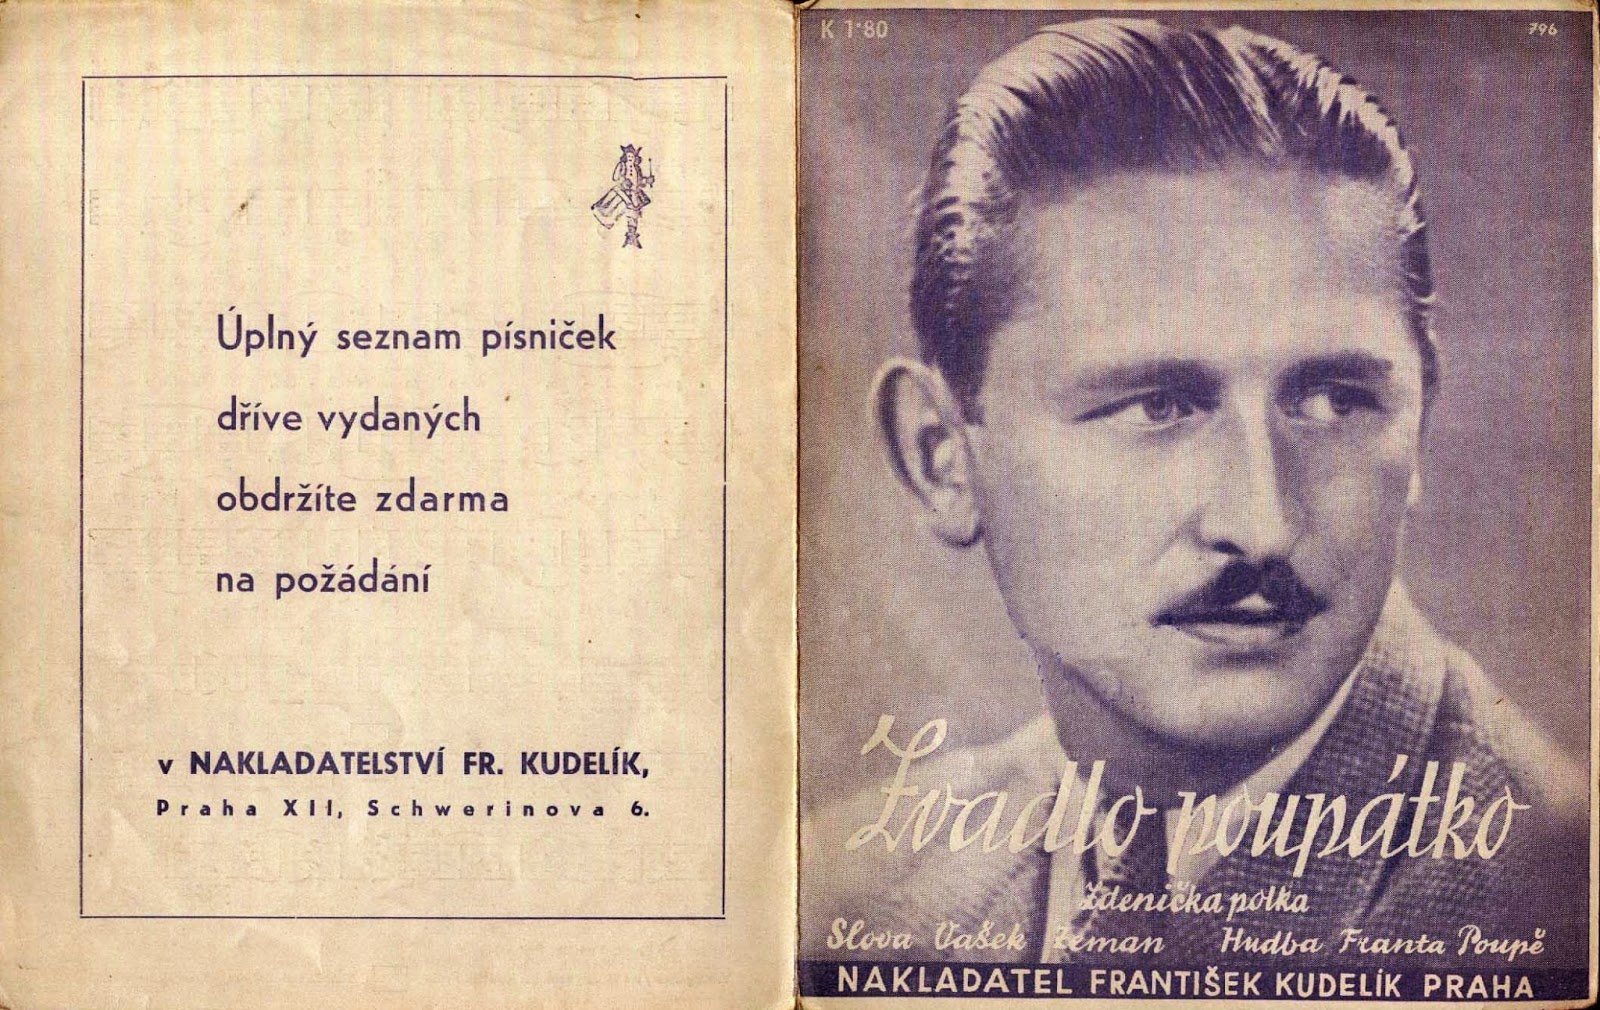 Úplný seznam písniček
dříve vydaných
obdržíte zdarma
na požádání
v NAKLADATELSTVÍ FR. KUDELÍK,
Praha XII, Schwerinova 6.
K 1·80
796
Zvadlo poupátko
Zdenička polka
Slova Vašek Zeman Hudba Franta Poupě
NAKLADATEL FRANTIŠEK KUDELÍK PRAHA